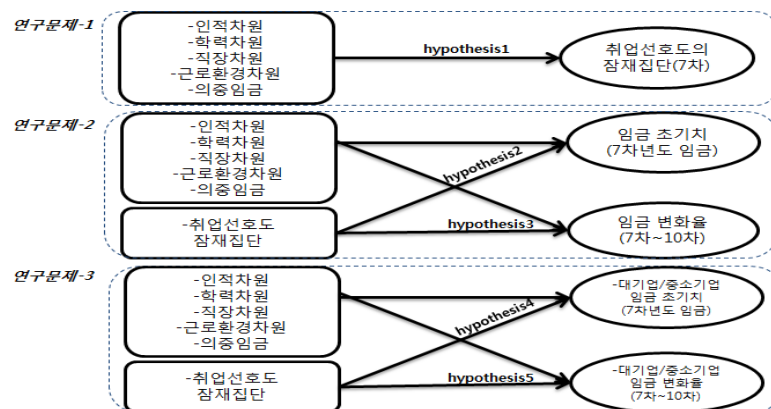 연구문제-1
-인적차원
-학력차원
-직장차원
-근로환경차원
-의중임금
hypothesis1
취업선호도의
잠재집단(7차)
연구문제-2
-인적차원
-학력차원
-직장차원
-근로환경차원
-의중임금
-취업선호도
잠재집단
hypothesis2
hypothesis3
임금 초기치
(7차년도 임금)
임금 변화율
(7차~10차)
연구문제-3
-인적차원
-학력차원
-직장차원
-근로환경차원
-의중임금
-취업선호도
잠재집단
hypothesis4
hypothesis5
-대기업/중소기업
임금 초기치
(7차년도 임금)
-대기업/중소기업
임금 변화율
(7차~10차)